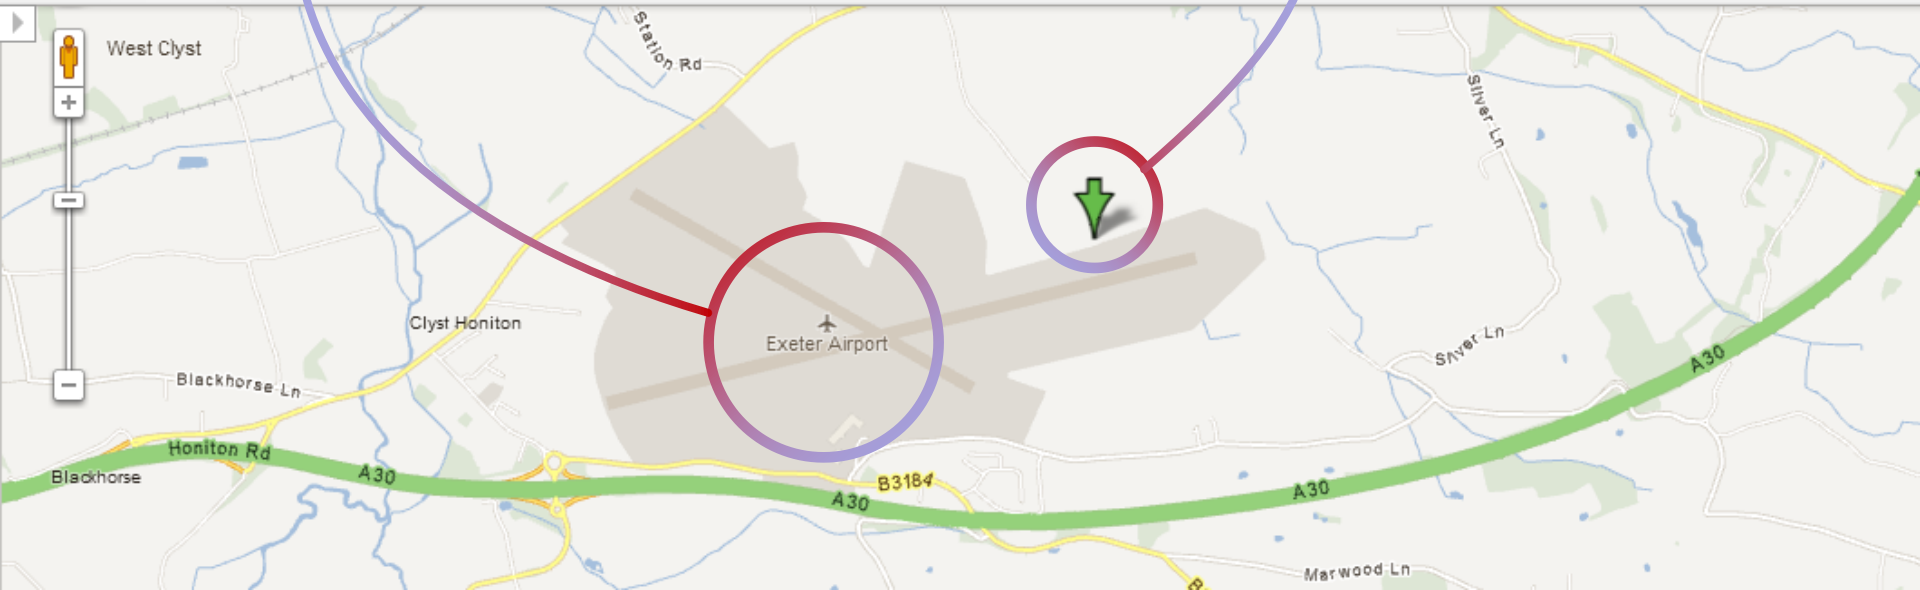 West Clyst
Station Rd
Silver Ln
Clyst Honiton
Exeter Airport
Silver Ln
A30
Blackhorse Ln
Honiton Rd
Blackhorse
A30
B3184
A30
A30
Marwood Ln